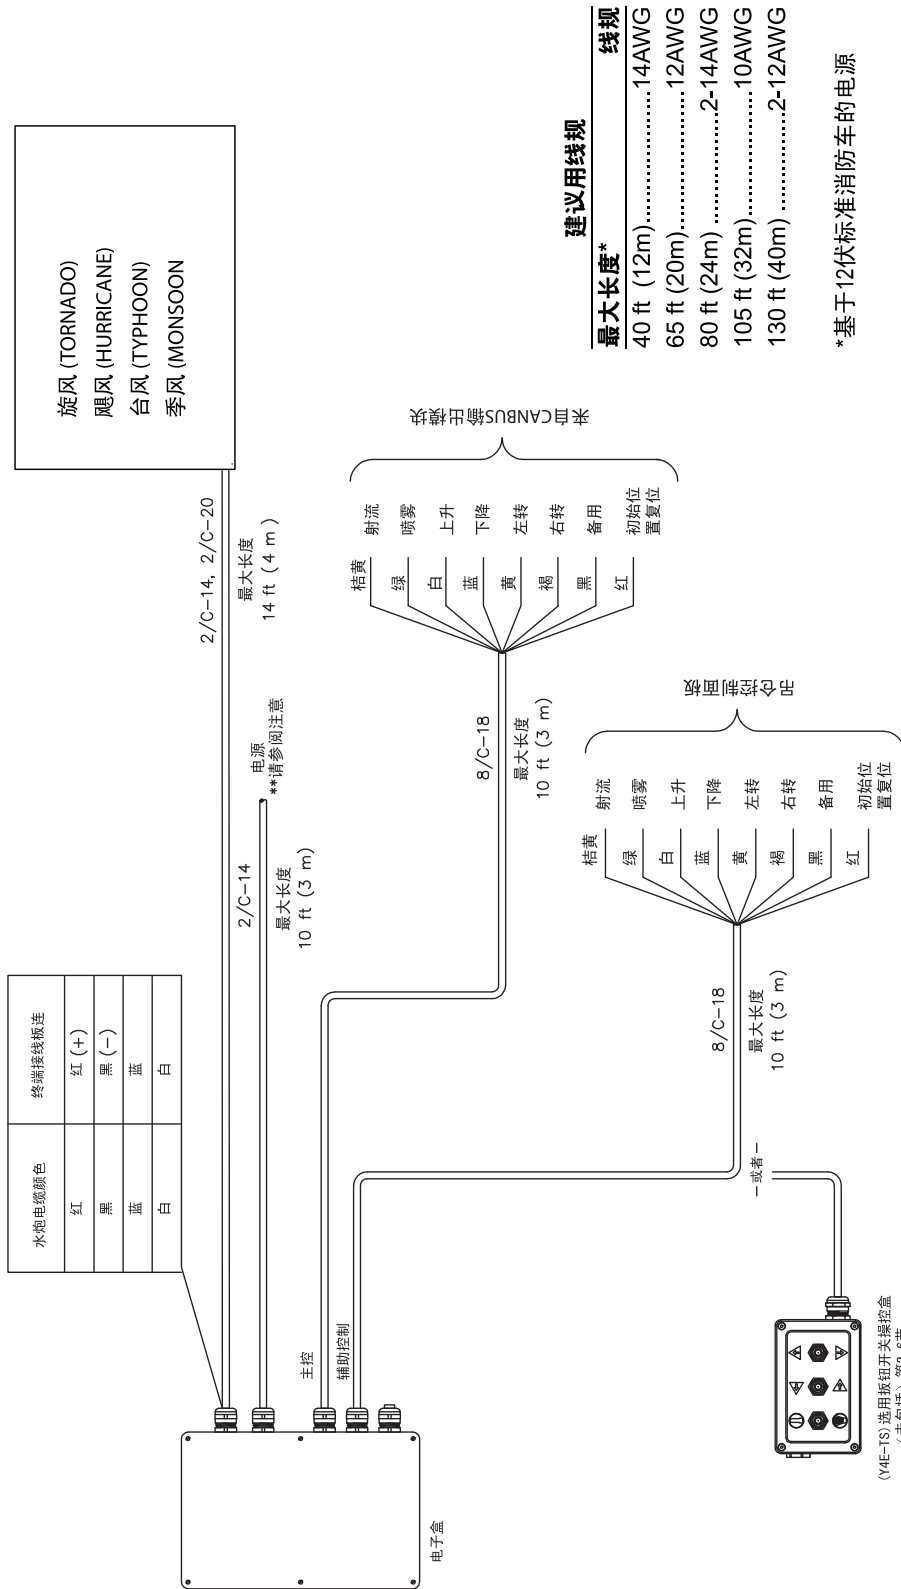 旋风 (TORNADO)
飓风 (HURRICANE)
台风 (TYPHOON)
季风 (MONSOON
2/C-14, 2/C-20
最大长度
14 ft ( 4 m )
水炮电缆颜色 终端接线板连
红 红 (+)
黑 黑 (−)
蓝 蓝
白 白
电源
**请参阅注意
2/C-14
最大长度
10 ft (3 m)
主控
8/C-18
最大长度
10 ft (3 m)
桔黄 射流
绿 喷雾
白 上升
蓝 下降
黄 左转
褐 右转
黑 备用
红 初始位
置复位
来自CANBUS输出模块
辅助控制
8/C-18
最大长度
10 ft (3 m)
桔黄 射流
绿 喷雾
白 上升
蓝 下降
黄 左转
褐 右转
黑 备用
红 初始位
置复位
吊仓控制面板
—或者—
电子盒
(Y4E-TS) 选用扳钮开关操控盒
建议用线规
最大长度* 线规
40 ft (12m)..............14AWG
65 ft (20m)..............12AWG
80 ft (24m)...........2-14AWG
105 ft (32m)............10AWG
130 ft (40m).........2-12AWG
*基于12伏标准消防车的电源